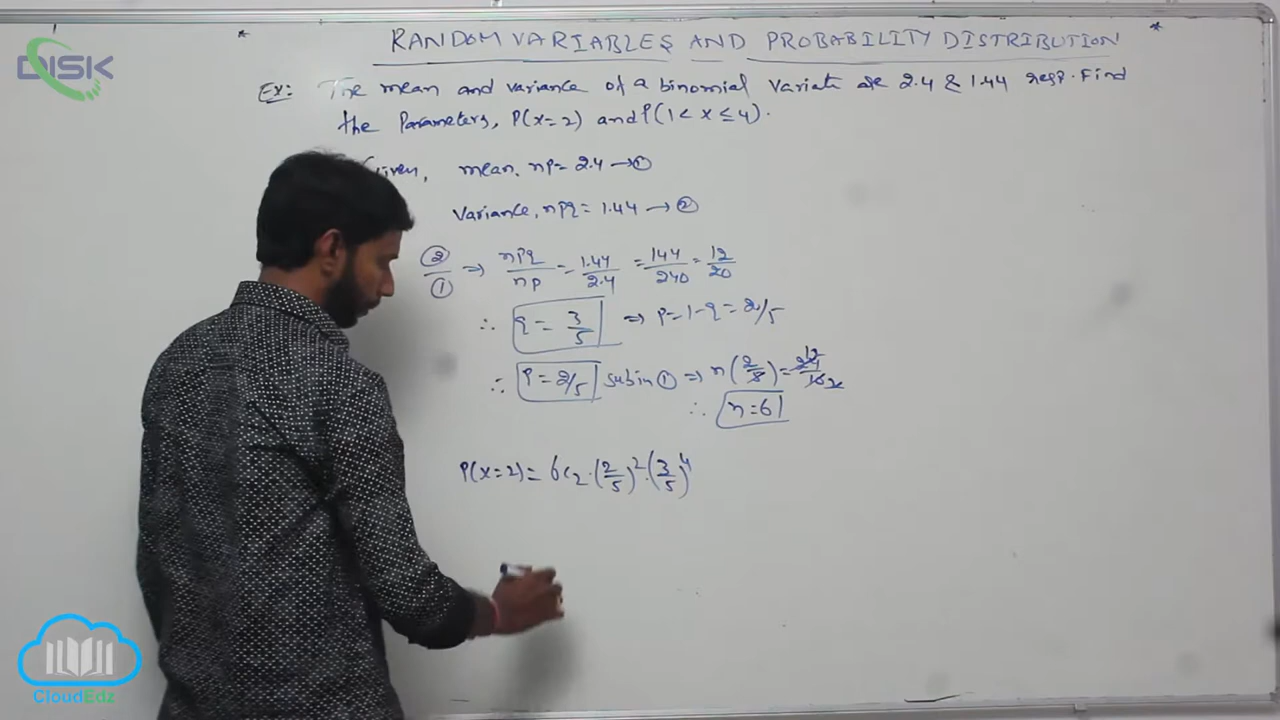 * RANDOM VARIABLES AND PROBABILITY DISTRIBUTION *
DISK
Ex: The mean and variance of a binomial variate are 2.4 & 1.44 resp. Find
the Parameters, P(x=2) and P(1< x ≤ 4).
Given, mean, np = 2.4 → ①
Variance, npq = 1.44 → ②
②/① ⇒ npq/np = 1.44/2.4 = 144/240 = 12/20
∴ q = 3/5 ⇒ P = 1-q = 2/5
∴ P = 2/5 sub in ① ⇒ n(2/5) = 24/10 12 2
∴ n = 6
P(x=2) = 6c2 · (2/5)^2 · (3/5)^4
CloudEdz